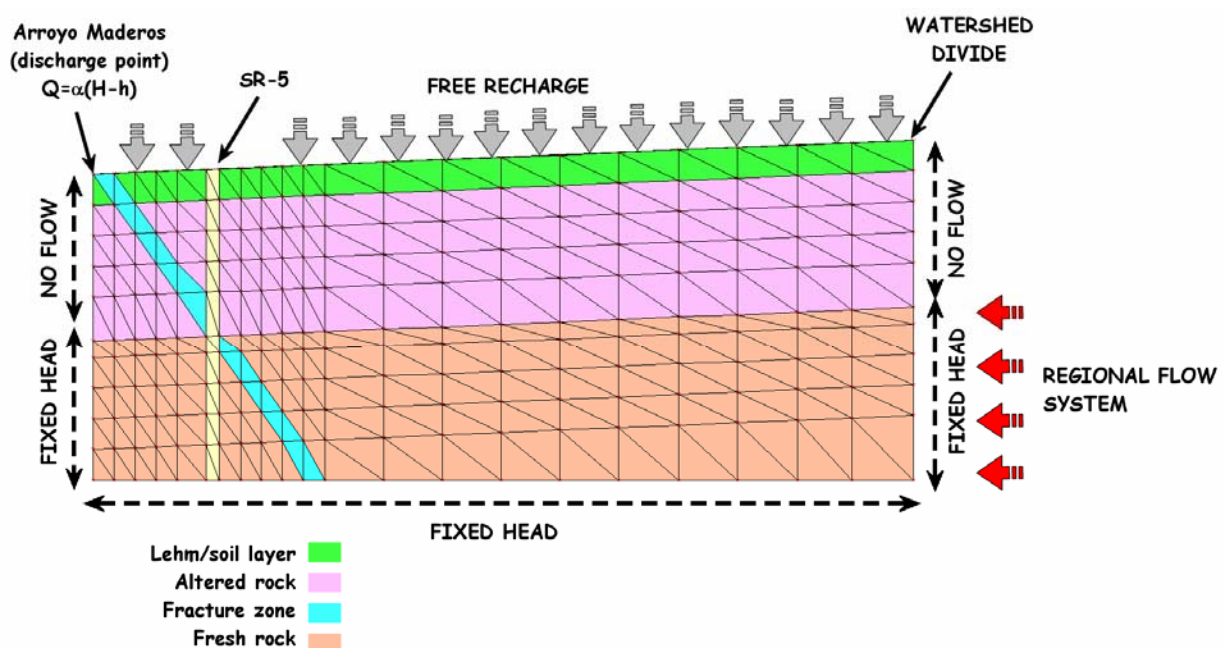 Arroyo Maderos
(discharge point)
Q=α(H-h)
SR-5
FREE RECHARGE
WATERSHED
DIVIDE
NO FLOW
FIXED HEAD
NO FLOW
FIXED HEAD
REGIONAL FLOW
SYSTEM
FIXED HEAD
Lehm/soil layer
Altered rock
Fracture zone
Fresh rock